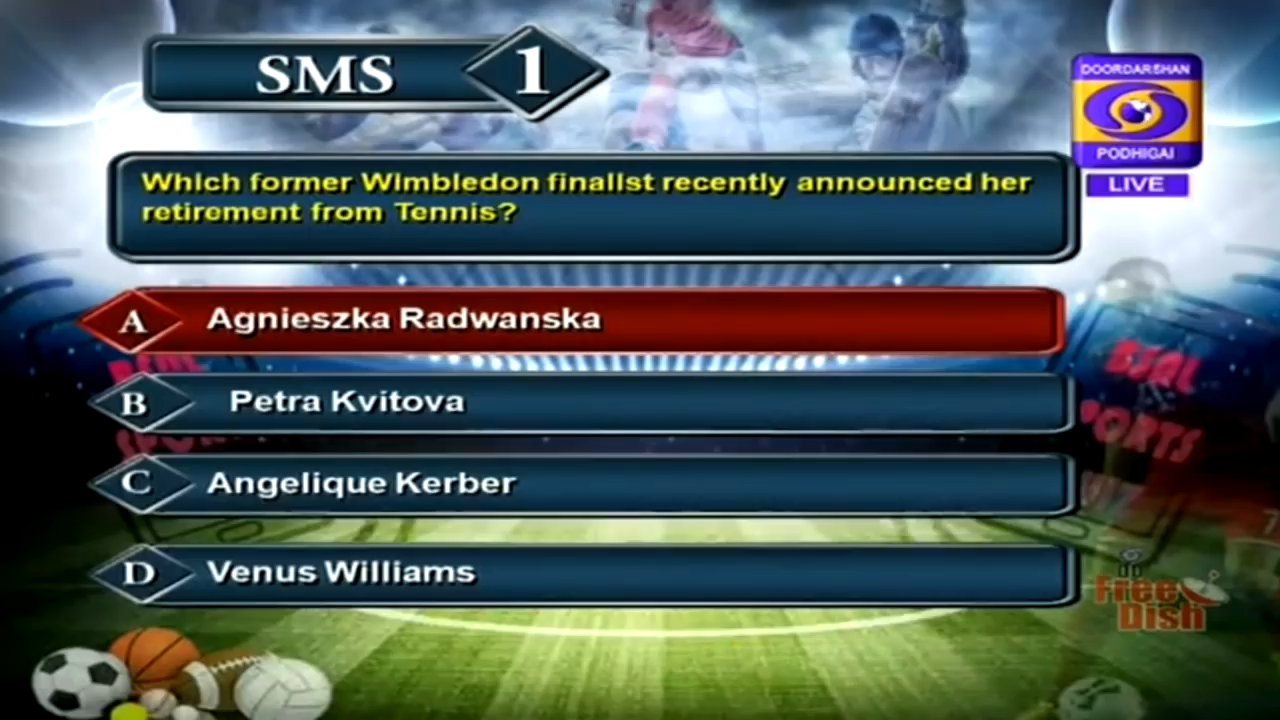 SMS 1
DOORDARSHAN
PODHIGAI
LIVE
Which former Wimbledon finalist recently announced her
retirement from Tennis?
A Agnieszka Radwanska
B Petra Kvitova
C Angelique Kerber
D Venus Williams
Free
Dish